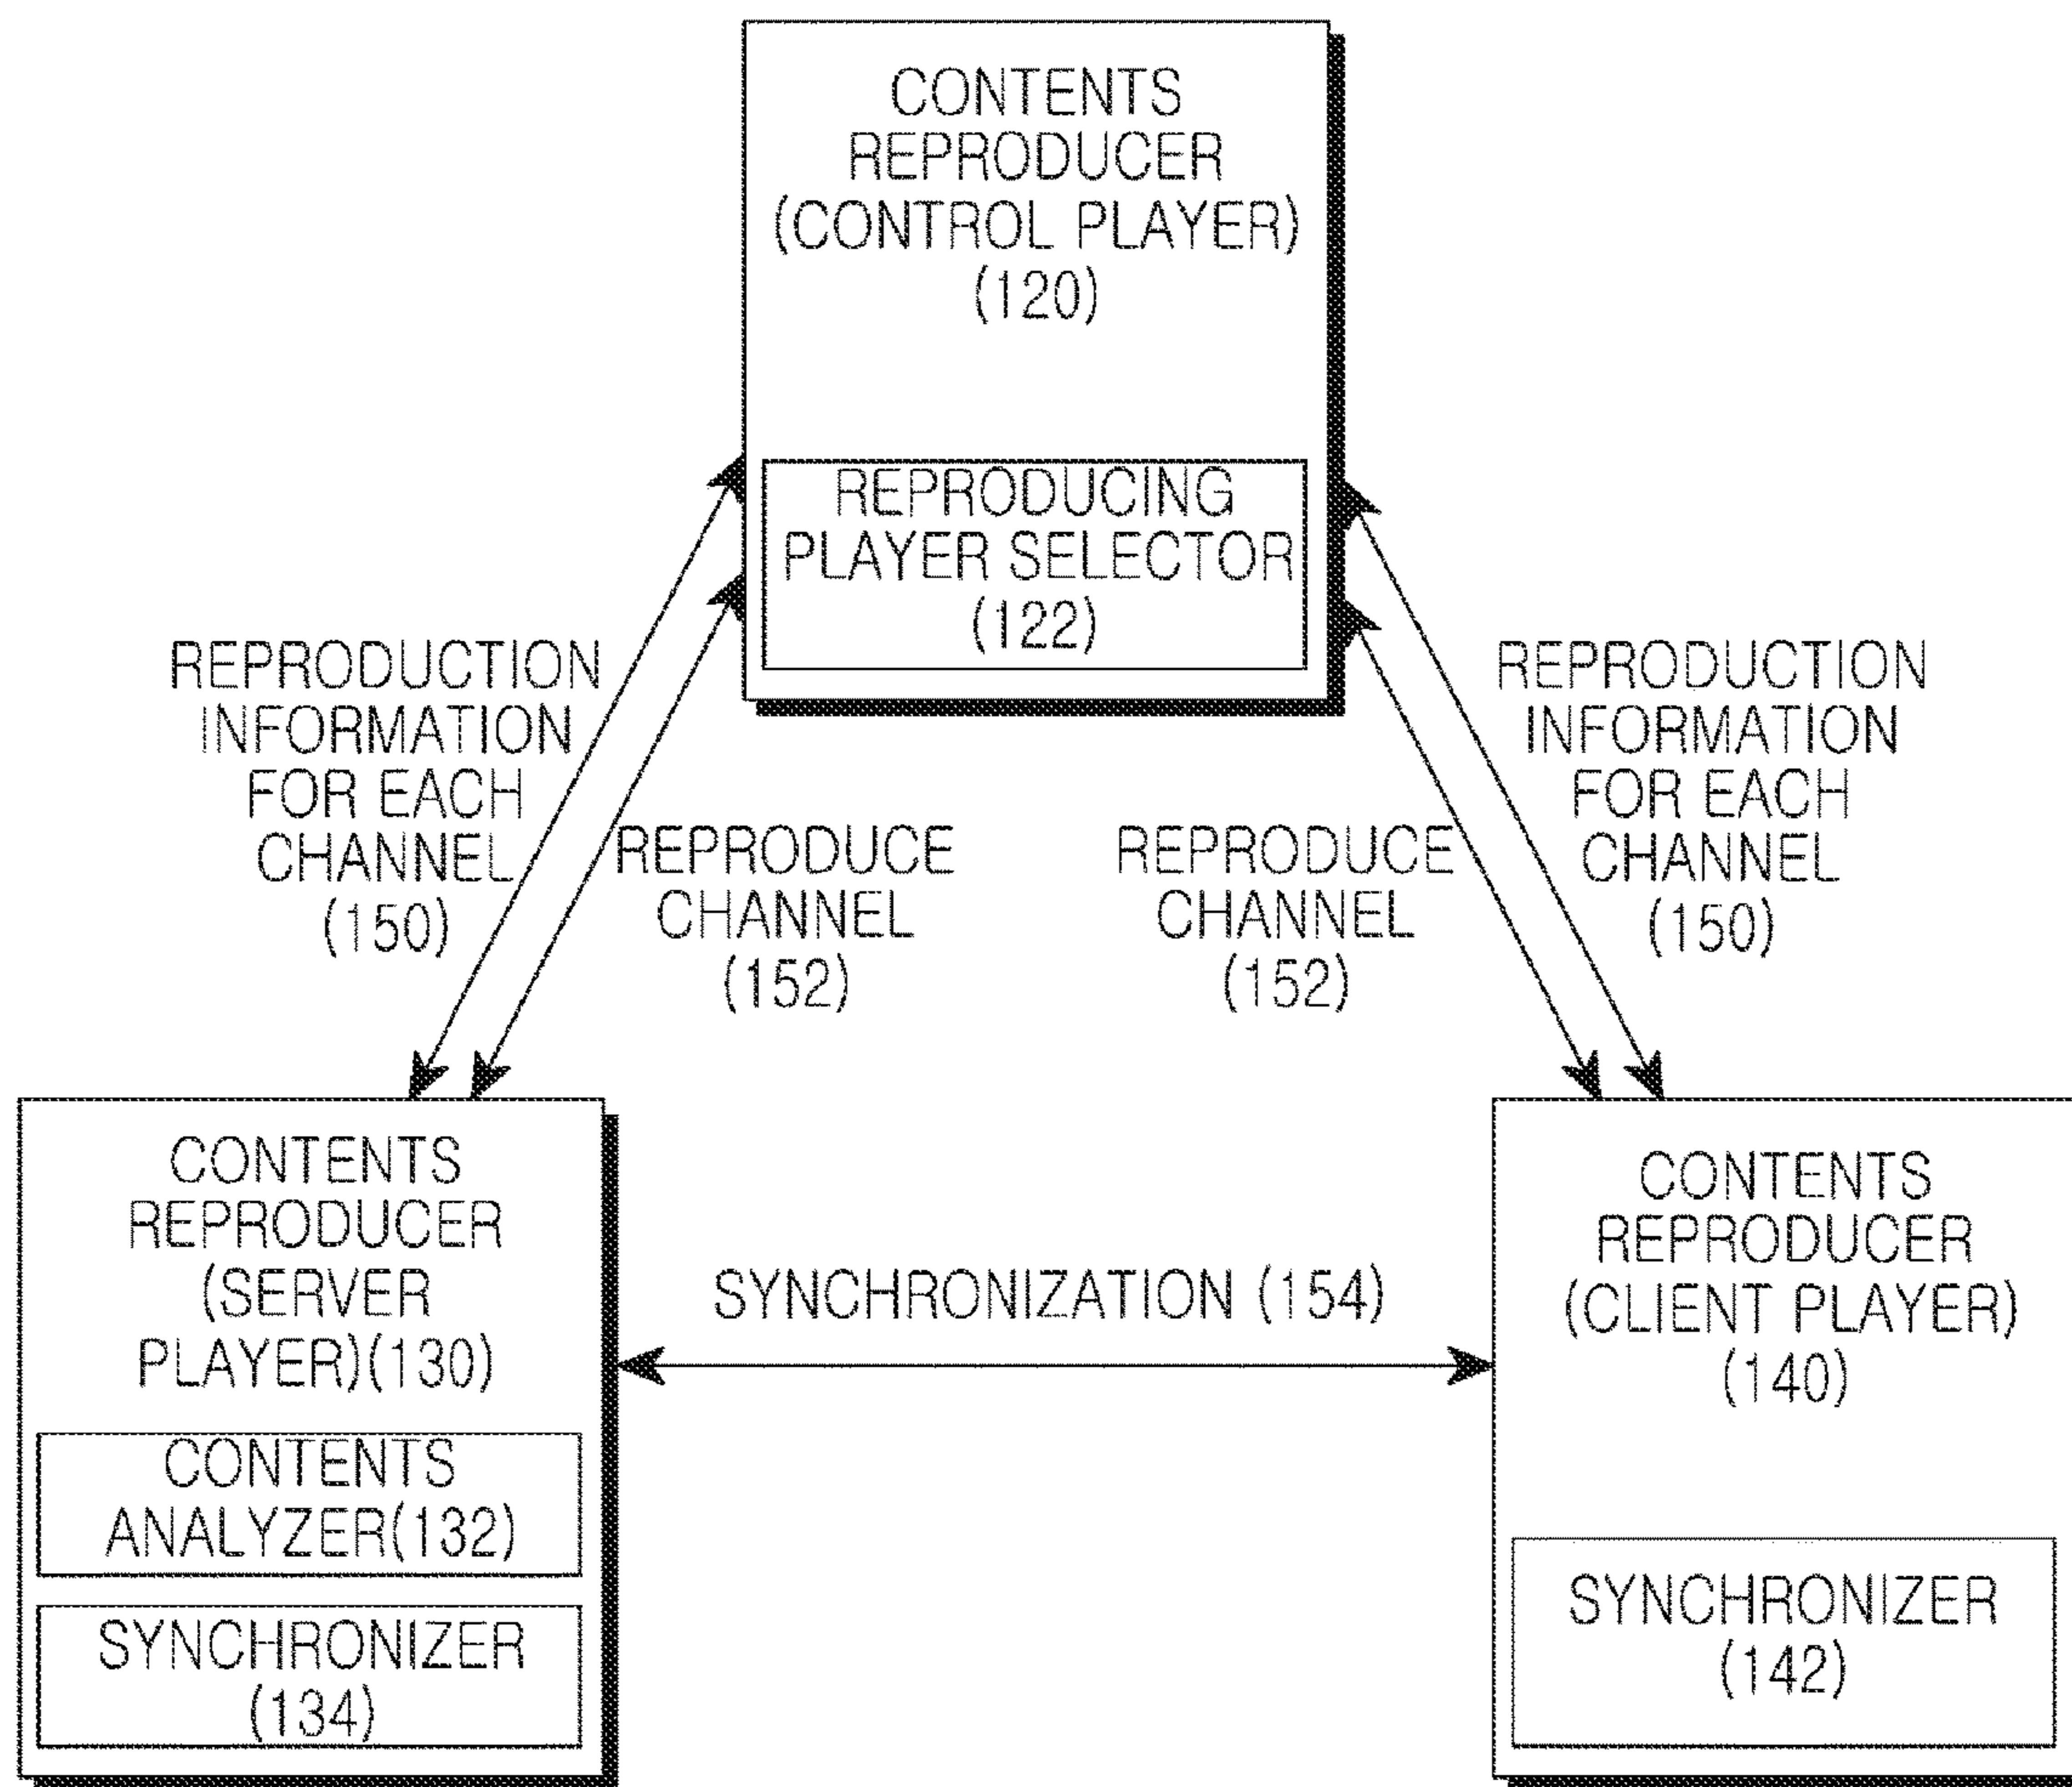 CONTENTS
REPRODUCER
(CONTROL PLAYER)
(120)
REPRODUCING
PLAYER SELECTOR
(122)
REPRODUCTION
INFORMATION
FOR EACH
CHANNEL
(150)
REPRODUCE
CHANNEL
(152)
REPRODUCE
CHANNEL
(152)
REPRODUCTION
INFORMATION
FOR EACH
CHANNEL
(150)
CONTENTS
REPRODUCER
(SERVER
PLAYER)(130)
CONTENTS
ANALYZER(132)
SYNCHRONIZER
(134)
SYNCHRONIZATION (154)
CONTENTS
REPRODUCER
(CLIENT PLAYER)
(140)
SYNCHRONIZER
(142)